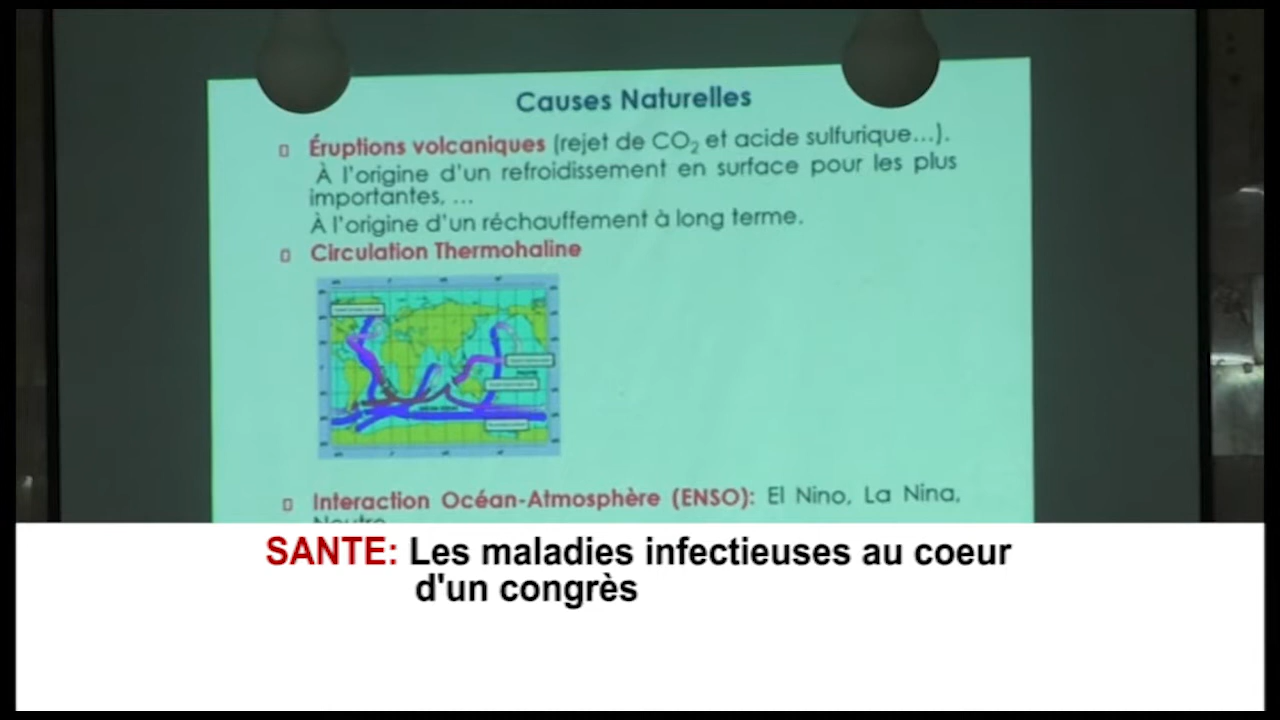 Causes Naturelles
Éruptions volcaniques (rejet de CO₂ et acide sulfurique...).
À l'origine d'un refroidissement en surface pour les plus
importantes, ...
À l'origine d'un réchauffement à long terme.
Circulation Thermohaline
Interaction Océan-Atmosphère (ENSO): El Nino, La Nina,
SANTE: Les maladies infectieuses au coeur
d'un congrès